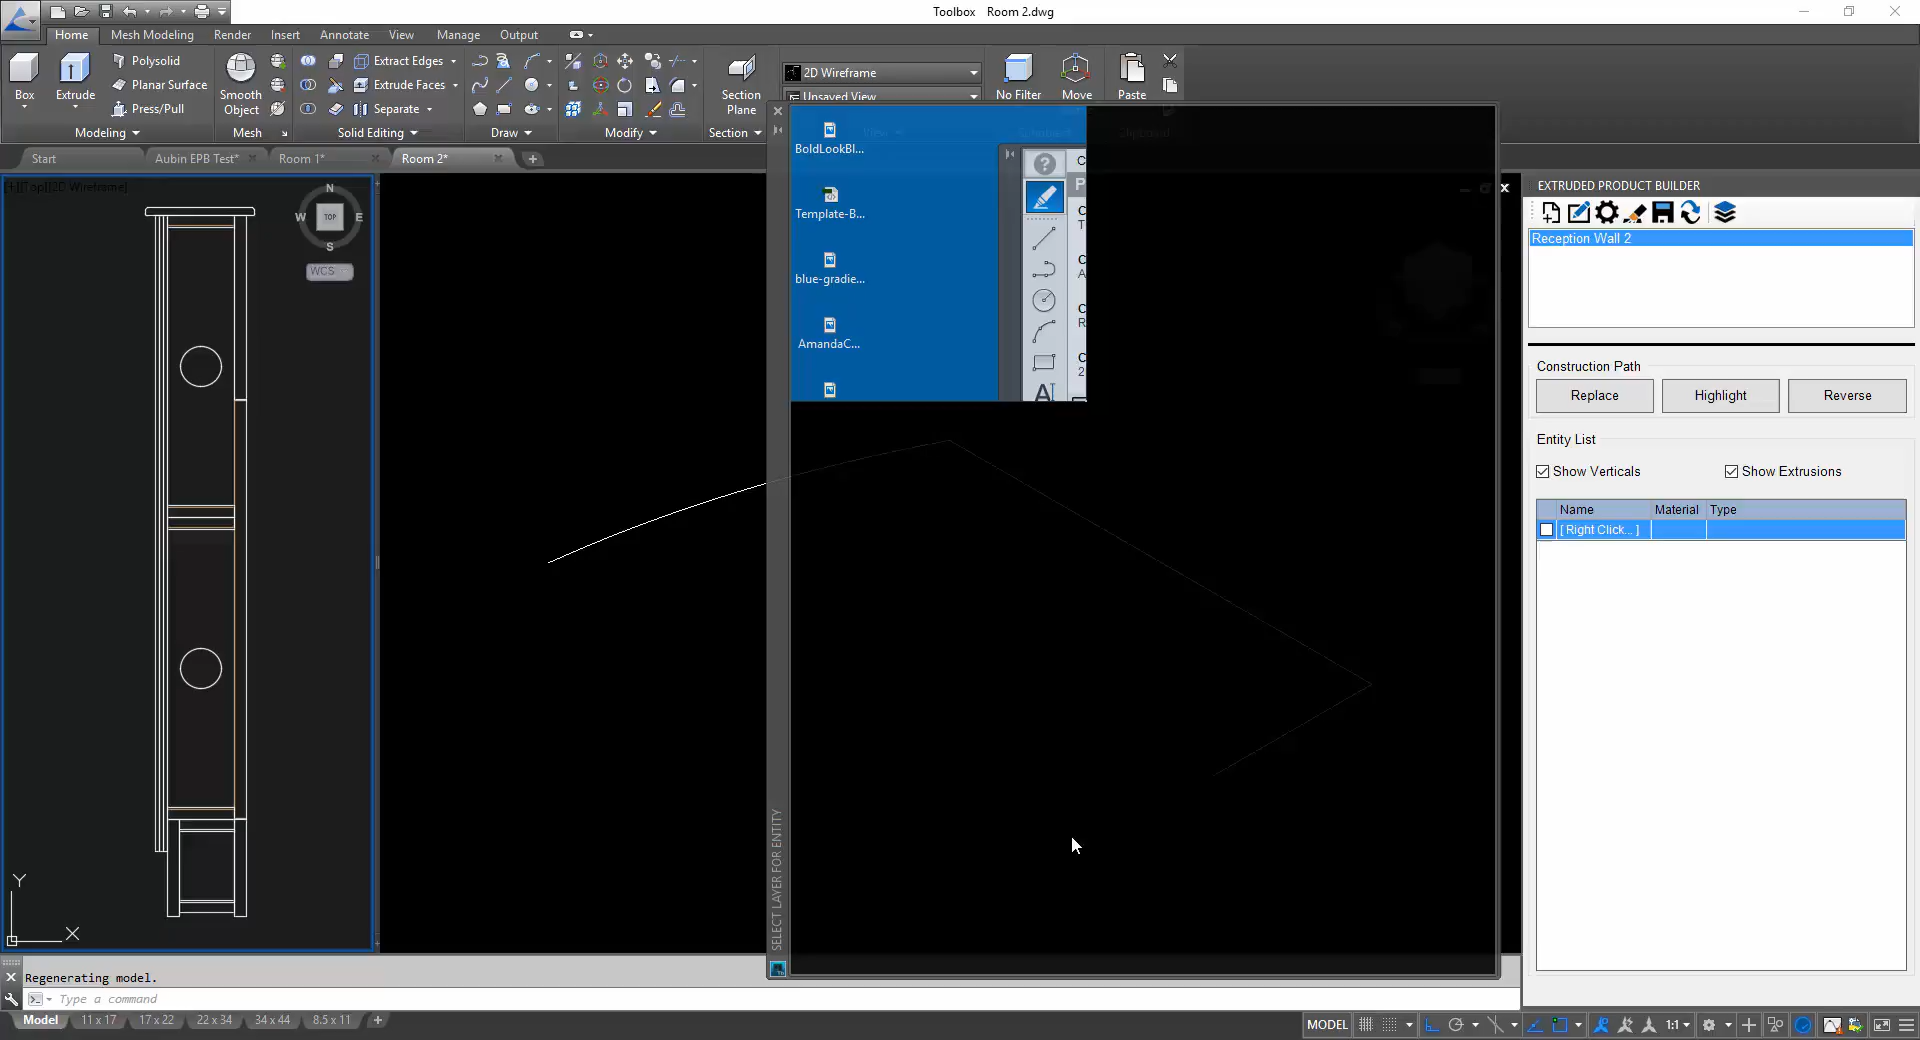 Toolbox Room 2.dwg
Home Mesh Modeling Render Insert Annotate View Manage Output
Polysolid
Planar Surface
Press/Pull
Box
Extrude
Smooth Object
Extract Edges
Extrude Faces
Separate
Section Plane
2D Wireframe
Unsaved View
No Filter
Move
Paste
Modeling
Mesh
Solid Editing
Draw
Modify
Section
Start Aubin EPB Test* Room 1* Room 2*
[+][Top][2D Wireframe]
N
W TOP E
S
WCS
Y
X
BoldLookBl...
Template-B...
blue-gradie...
AmandaC...
C
P
C
T
C
A
C
R
C
2
A
SELECT LAYER FOR ENTITY
EXTRUDED PRODUCT BUILDER
Reception Wall 2
Construction Path
Replace Highlight Reverse
Entity List
Show Verticals Show Extrusions
Name Material Type
[ Right Click... ]
Regenerating model.
Type a command
Model 11 x 17 17 x 22 22 x 34 34 x 44 8.5 x 11
MODEL 1:1